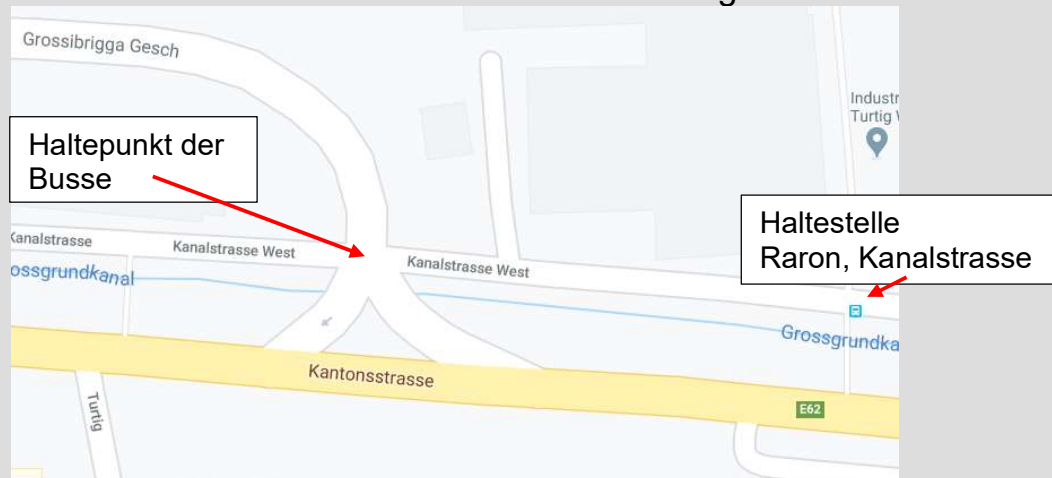 Grossibrigga Gesch
Industr
Turtig
Haltepunkt der
Busse
Haltestelle
Raron, Kanalstrasse
Kanalstrasse
Kanalstrasse West
Kanalstrasse West
ossgrundkanal
Grossgrundka
Kantonsstrasse
E62
Turtig